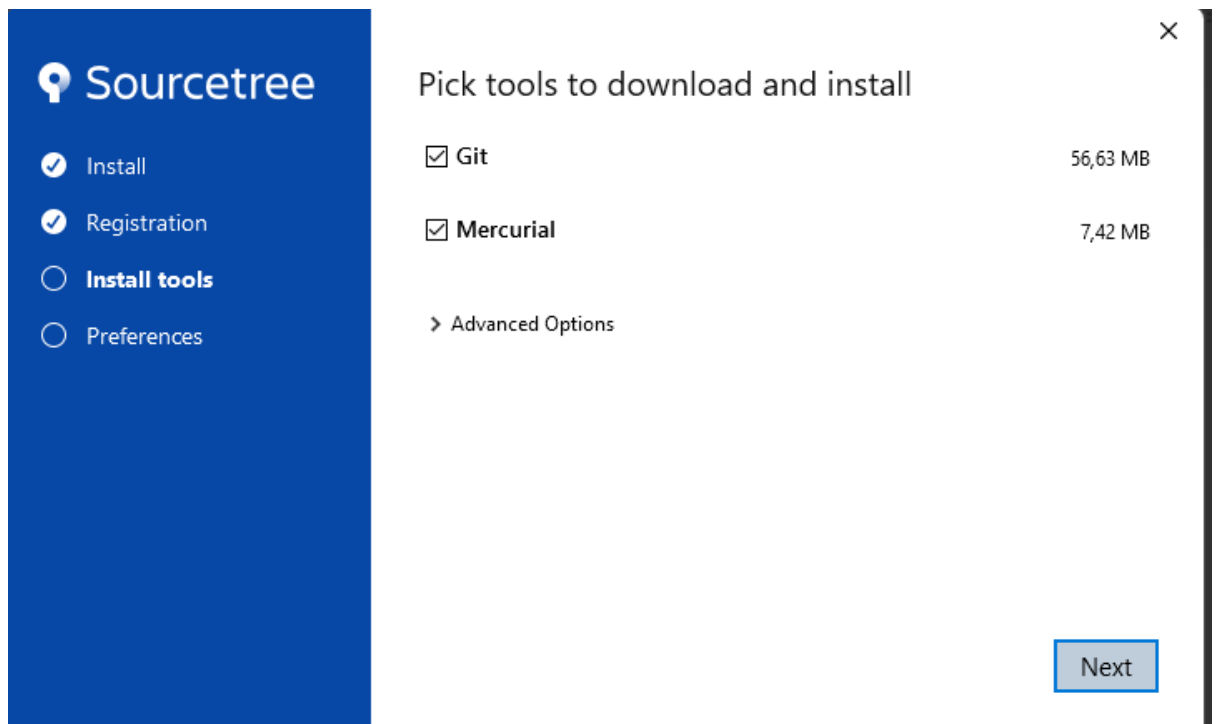 Sourcetree
Install
Registration
Install tools
Preferences
Pick tools to download and install
Git 56,63 MB
Mercurial 7,42 MB
Advanced Options
Next